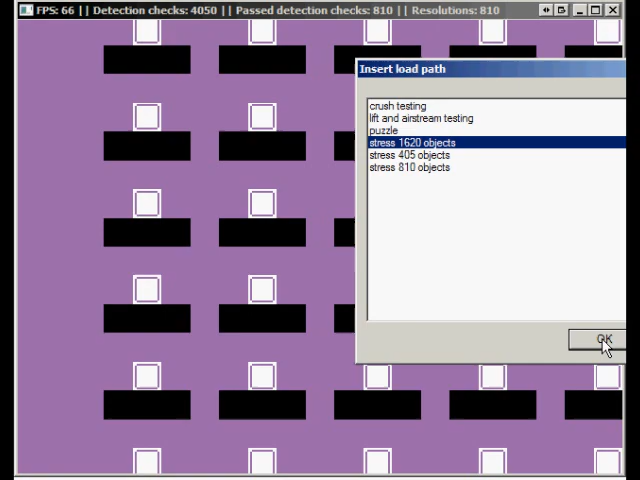 FPS: 66 || Detection checks: 4050 || Passed detection checks: 810 || Resolutions: 810
Insert load path
crush testing
lift and airstream testing
puzzle
stress 1620 objects
stress 405 objects
stress 810 objects
OK